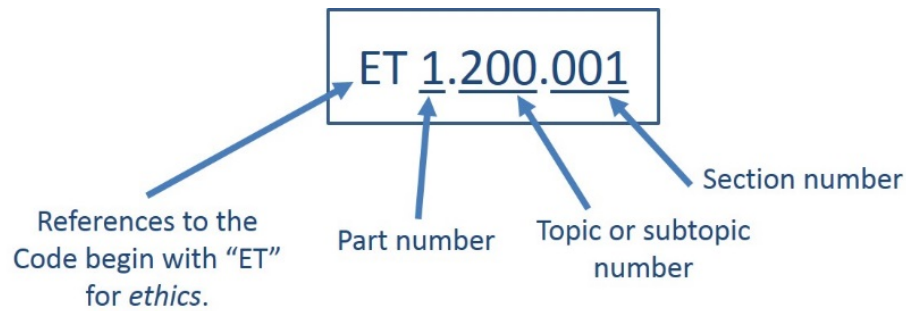 ET 1.200.001
Section number
References to the
Code begin with “ET”
for ethics.
Part number
Topic or subtopic
number